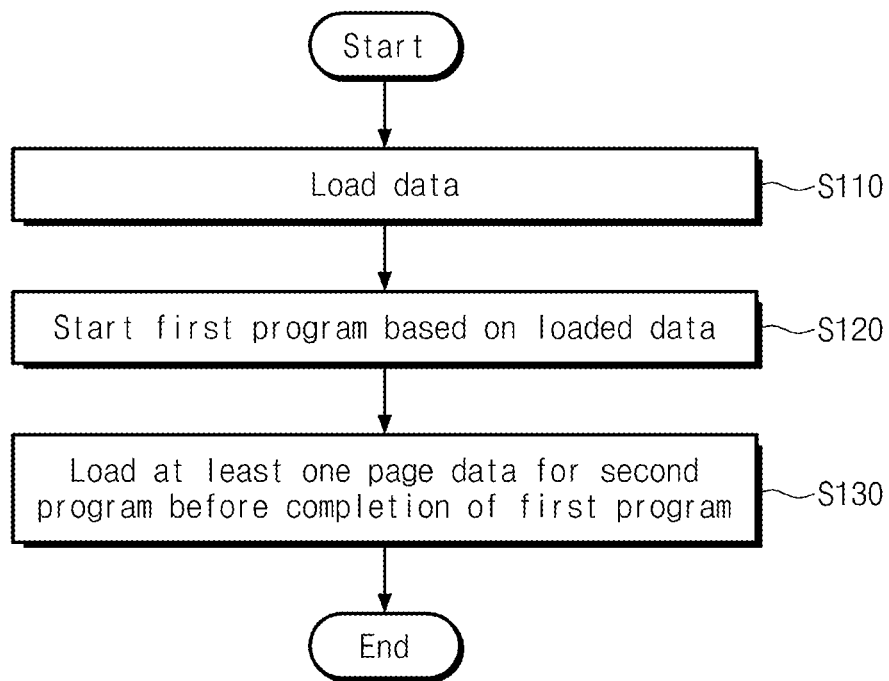 Start
Load data
S110
Start first program based on loaded data
S120
Load at least one page data for second
program before completion of first program
S130
End